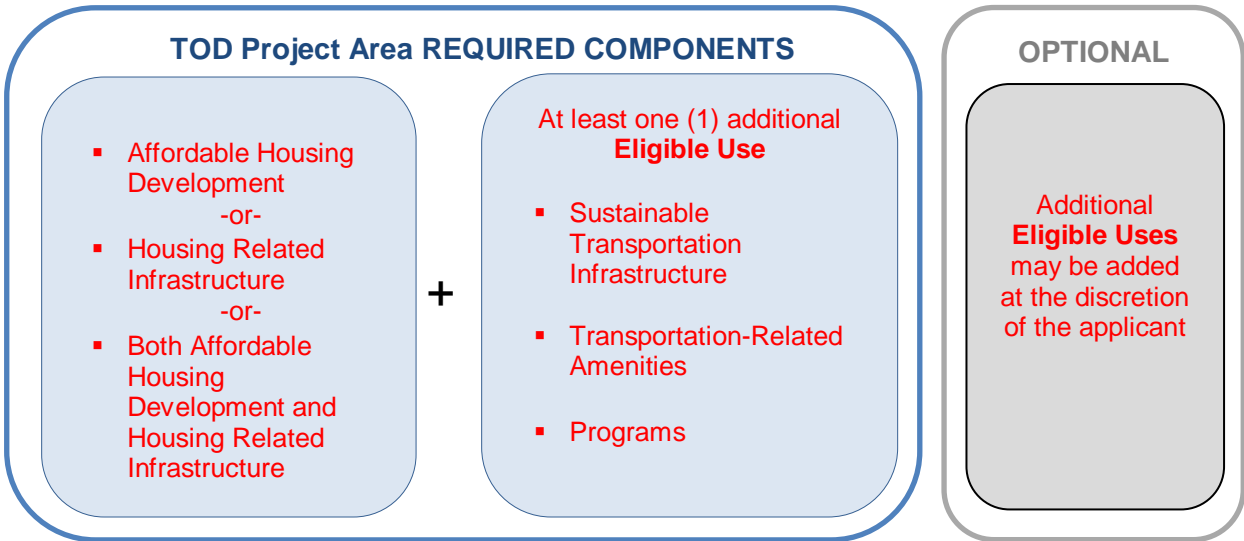 TOD Project Area REQUIRED COMPONENTS
▪ Affordable Housing
Development
-or-
▪ Housing Related
Infrastructure
-or-
▪ Both Affordable
Housing
Development and
Housing Related
Infrastructure
+
At least one (1) additional
Eligible Use
▪ Sustainable
Transportation
Infrastructure
▪ Transportation-Related
Amenities
▪ Programs
OPTIONAL
Additional
Eligible Uses
may be added
at the discretion
of the applicant